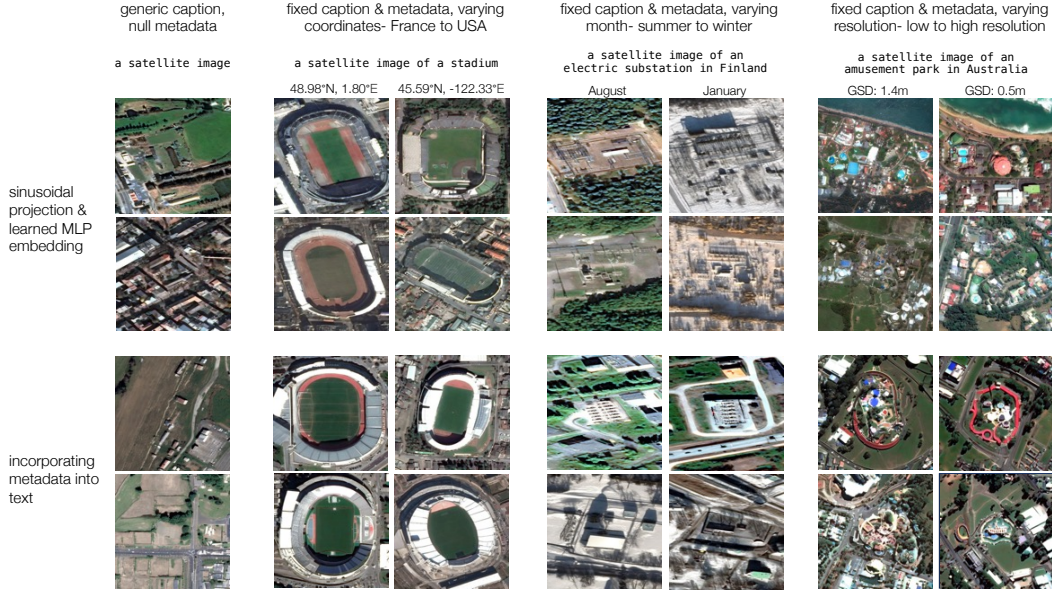 generic caption,
null metadata
a satellite image
fixed caption & metadata, varying
coordinates- France to USA
a satellite image of a stadium
48.98°N, 1.80°E
45.59°N, -122.33°E
fixed caption & metadata, varying
month- summer to winter
a satellite image of an
electric substation in Finland
August
January
fixed caption & metadata, varying
resolution- low to high resolution
a satellite image of an
amusement park in Australia
GSD: 1.4m
GSD: 0.5m
sinusoidal
projection &
learned MLP
embedding
incorporating
metadata into
text